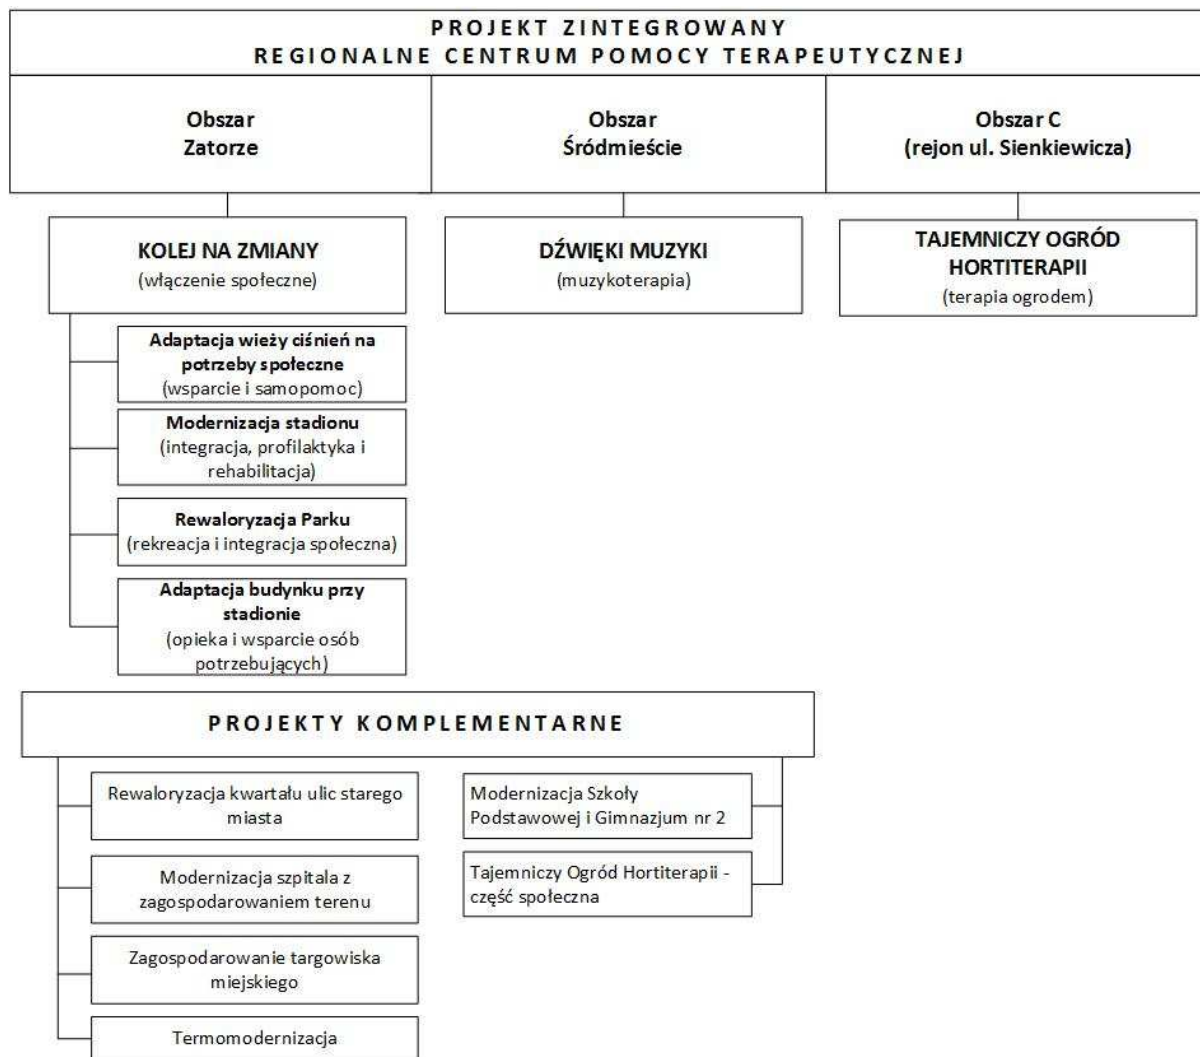 PROJEKT ZINTEGROWANY
REGIONALNE CENTRUM POMOCY TERAPEUTYCZNEJ
Obszar
Zatorze
Obszar
Śródmieście
Obszar C
(rejon ul. Sienkiewicza)
KOLEJ NA ZMIANY
(włączenie społeczne)
DŹWIĘKI MUZYKI
(muzykoterapia)
TAJEMNICZY OGRÓD
HORTITERAPII
(terapia ogrodem)
Adaptacja wieży ciśnień na
potrzeby społeczne
(wsparcie i samopomoc)
Modernizacja stadionu
(integracja, profilaktyka i
rehabilitacja)
Rewaloryzacja Parku
(rekreacja i integracja społeczna)
Adaptacja budynku przy
stadionie
(opieka i wsparcie osób
potrzebujących)
PROJEKTY KOMPLEMENTARNE
Rewaloryzacja kwartału ulic starego
miasta
Modernizacja szpitala z
zagospodarowaniem terenu
Zagospodarowanie targowiska
miejskiego
Termomodernizacja
Modernizacja Szkoły
Podstawowej i Gimnazjum nr 2
Tajemniczy Ogród Hortiterapii -
część społeczna